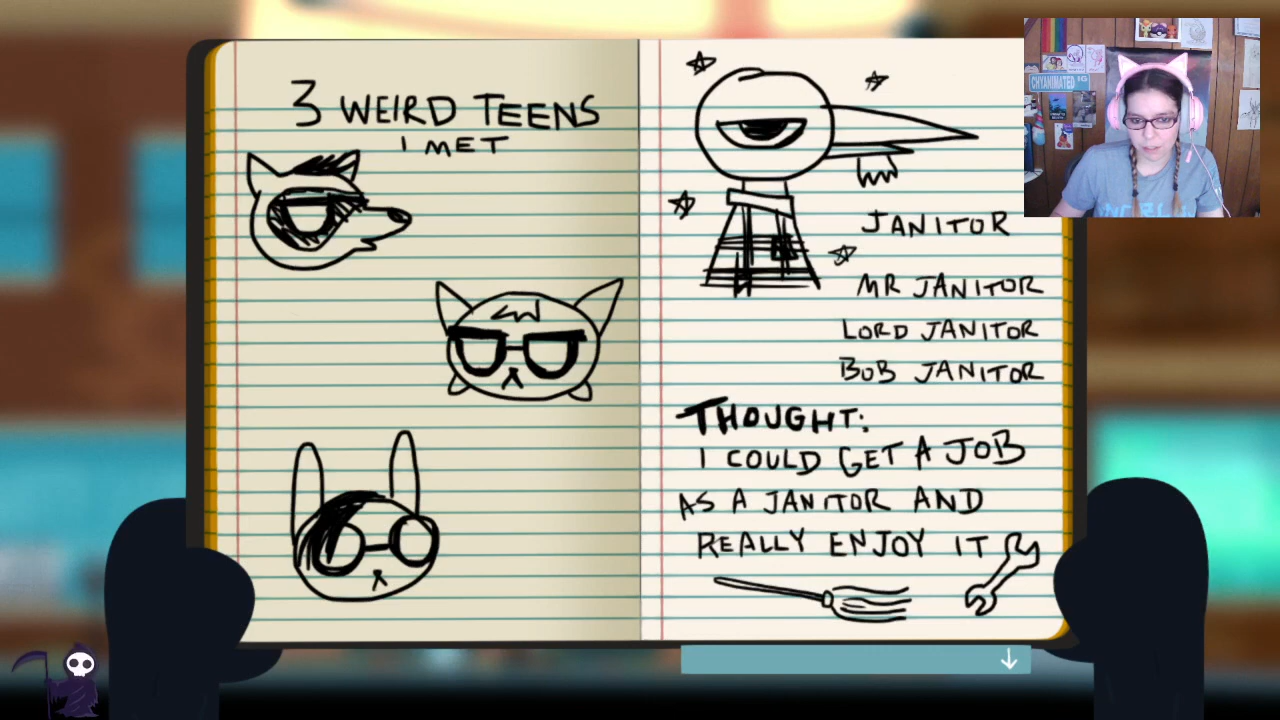 3 WEIRD TEENS
I MET
JANITOR
MR JANITOR
LORD JANITOR
BOB JANITOR
THOUGHT:
I COULD GET A JOB
AS A JANITOR AND
REALLY ENJOY IT
CHYANIMATED